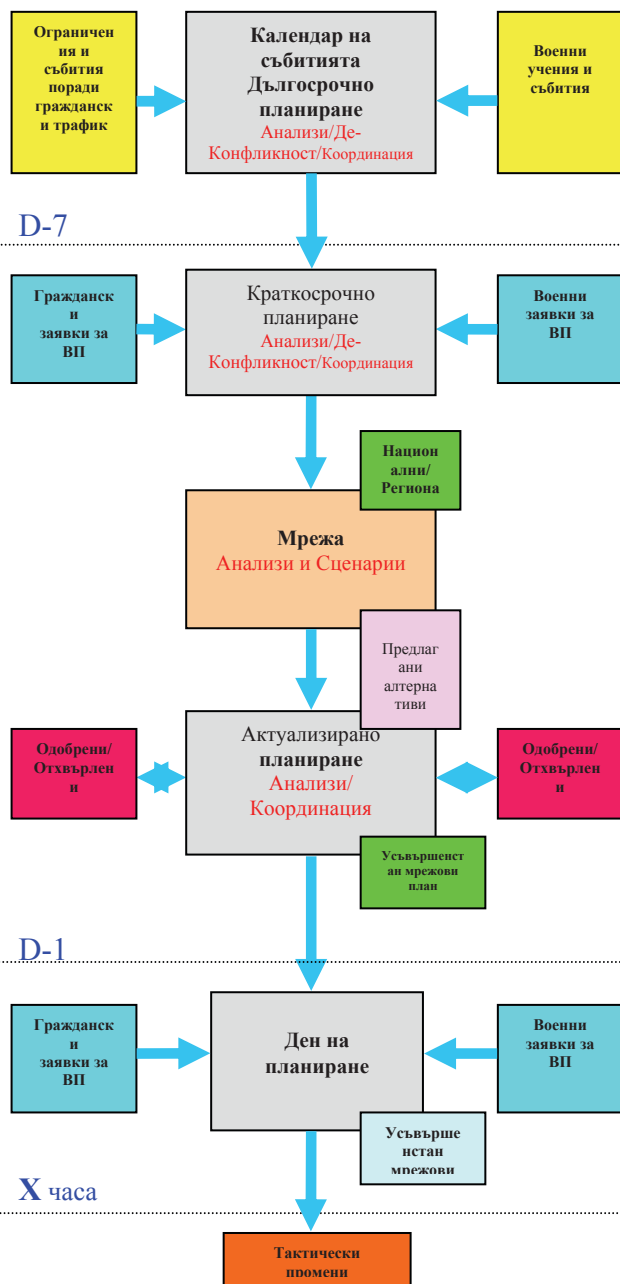 Ограничен
ия и
събития
поради
гражданск
и трафик
Календар на
събитията
Дългосрочно
планиране
Анализи/Де-
Конфликност/Координация
Военни
учения и
събития
D-7
Гражданск
и
заявки за
ВП
Краткосрочно
планиране
Анализи/Де-
Конфликност/Координация
Военни
заявки за
ВП
Национ
ални/
Региона
Мрежа
Анализи и Сценарии
Предлаг
ани
алтерна
тиви
Одобрени/
Отхвърлен
и
Актуализирано
планиране
Анализи/
Координация
Одобрени/
Отхвърлен
и
Усъвършенст
ан мрежови
план
D-1
Гражданск
и
заявки за
ВП
Ден на
планиране
Военни
заявки за
ВП
Усъвърше
нстан
мрежови
X часа
Тактически
промени